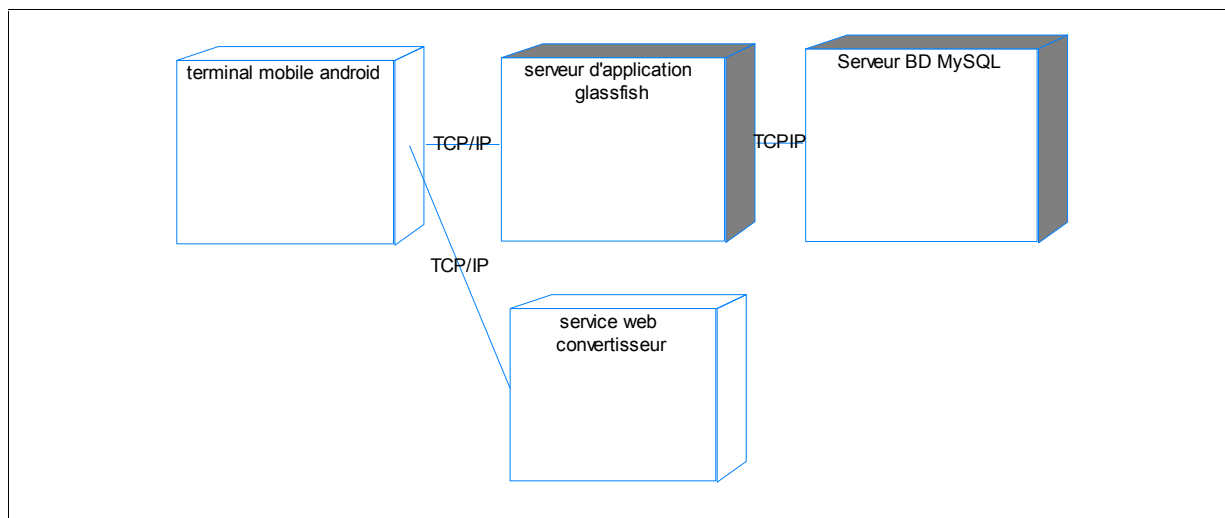 terminal mobile android
serveur d'application
glassfish
Serveur BD MySQL
TCP/IP
TCPIP
TCP/IP
service web
convertisseur